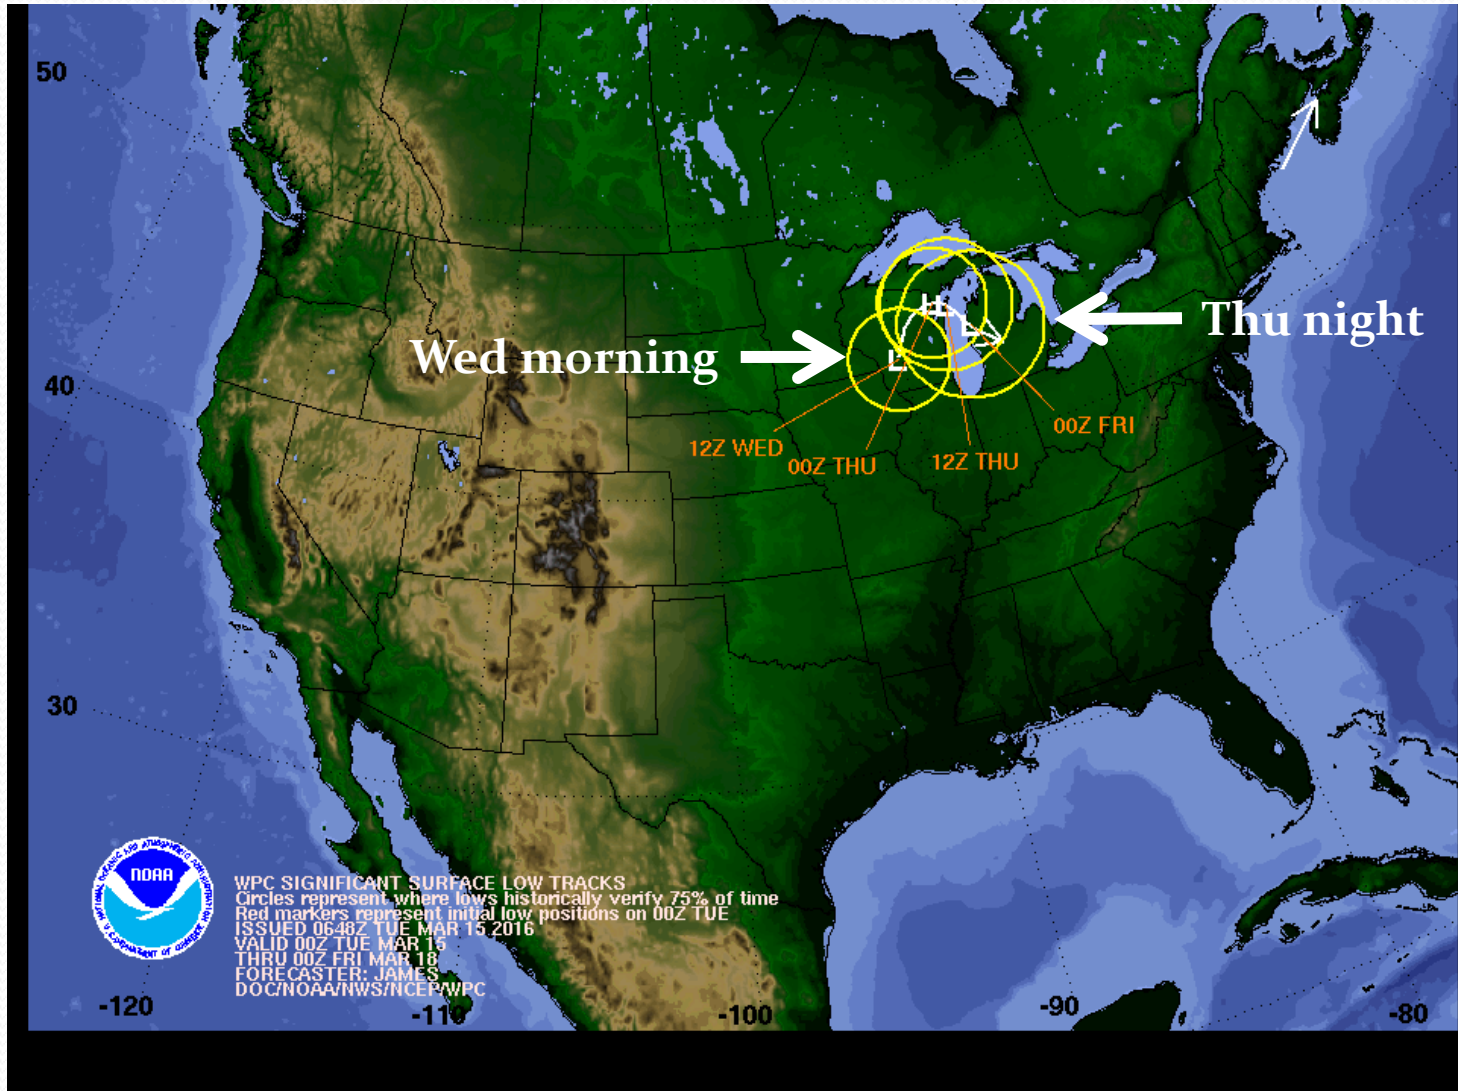 50
Thu night
Wed morning
40
00Z FRI
12Z WED
00Z THU
12Z THU
30
NOAA
WPC SIGNIFICANT SURFACE LOW TRACKS
Circles represent where lows historically verify 75% of time
Red markers represent initial low positions on 00Z TUE
ISSUED 0648Z TUE MAR 15 2016
VALID 00Z TUE MAR 15
THRU 00Z FRI MAR 18
FORECASTER: JAMES
DOC/NOAA/NWS/NCEP/WPC
-120
-110
-100
-90
-80
L
L
L
L